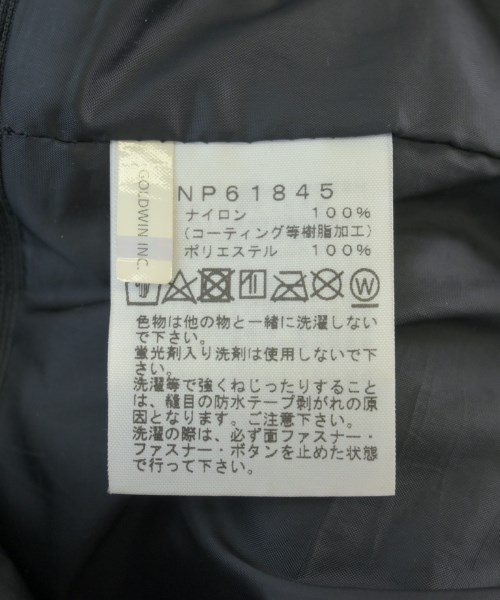 GOLDWIN INC.
NP61845
ナイロン 100%
(コーティング等樹脂加工)
ポリエステル 100%
W
色物は他の物と一緒に洗濯しない
で下さい。
蛍光剤入り洗剤は使用しないで下
さい。
洗濯等で強くねじったりすること
は、縫目の防水テープ剥がれの原
因となります。ご注意下さい。
洗濯の際は、必ず面ファスナー・
ファスナー・ボタンを止めた状態
で行って下さい。